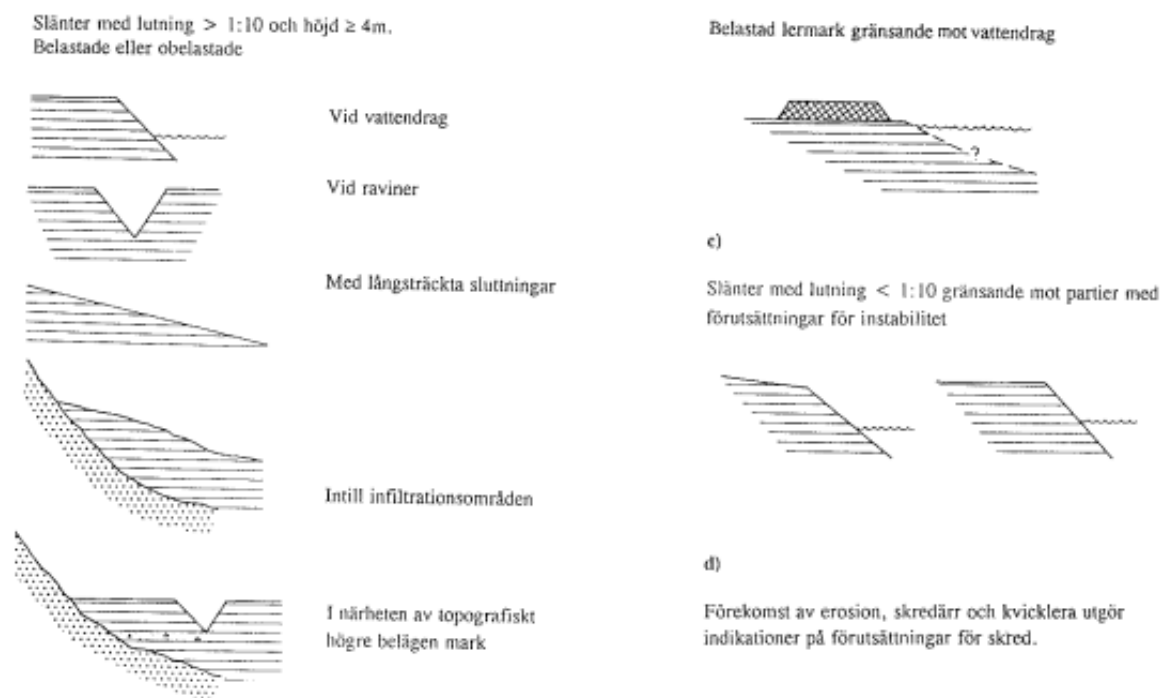 Slänter med lutning > 1:10 och höjd ≥ 4m.
Belastade eller obelastade
Vid vattendrag
Vid raviner
Med långsträckta sluttningar
Intill infiltrationsområden
I närheten av topografiskt
högre belägen mark
Belastad lermark gränsande mot vattendrag
?
c)
Slänter med lutning < 1:10 gränsande mot partier med
förutsättningar för instabilitet
d)
Förekomst av erosion, skredärr och kvicklera utgör
indikationer på förutsättningar för skred.